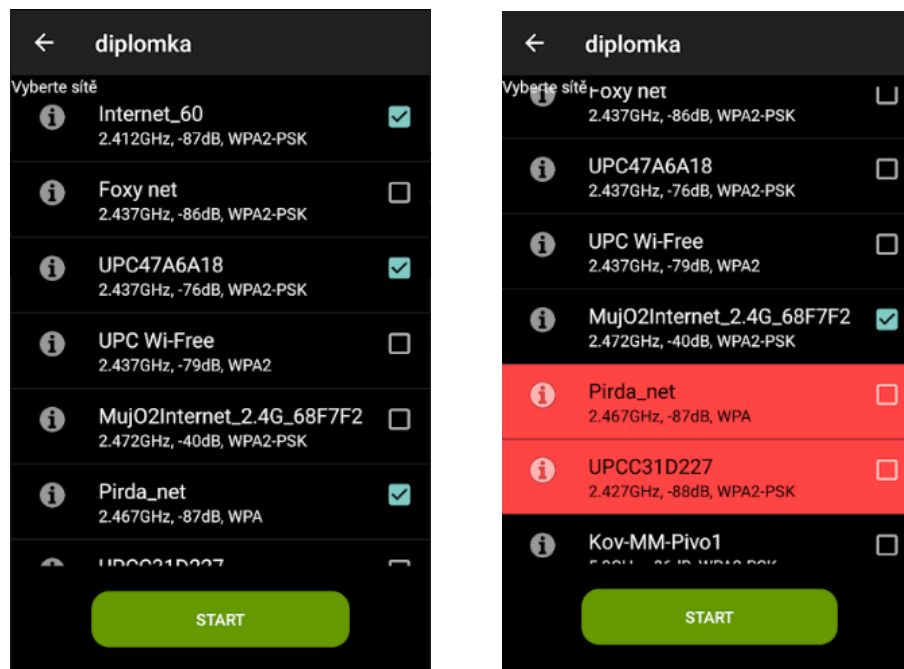 diplomka
Vyberte sítě
Internet_60
2.412GHz, -87dB, WPA2-PSK
Foxy net
2.437GHz, -86dB, WPA2-PSK
UPC47A6A18
2.437GHz, -76dB, WPA2-PSK
UPC Wi-Free
2.437GHz, -79dB, WPA2
MujO2Internet_2.4G_68F7F2
2.472GHz, -40dB, WPA2-PSK
Pirda_net
2.467GHz, -87dB, WPA
UPCC31D227
START
diplomka
Vyberte sítě
Foxy net
2.437GHz, -86dB, WPA2-PSK
UPC47A6A18
2.437GHz, -76dB, WPA2-PSK
UPC Wi-Free
2.437GHz, -79dB, WPA2
MujO2Internet_2.4G_68F7F2
2.472GHz, -40dB, WPA2-PSK
Pirda_net
2.467GHz, -87dB, WPA
UPCC31D227
2.427GHz, -88dB, WPA2-PSK
Kov-MM-Pivo1
START